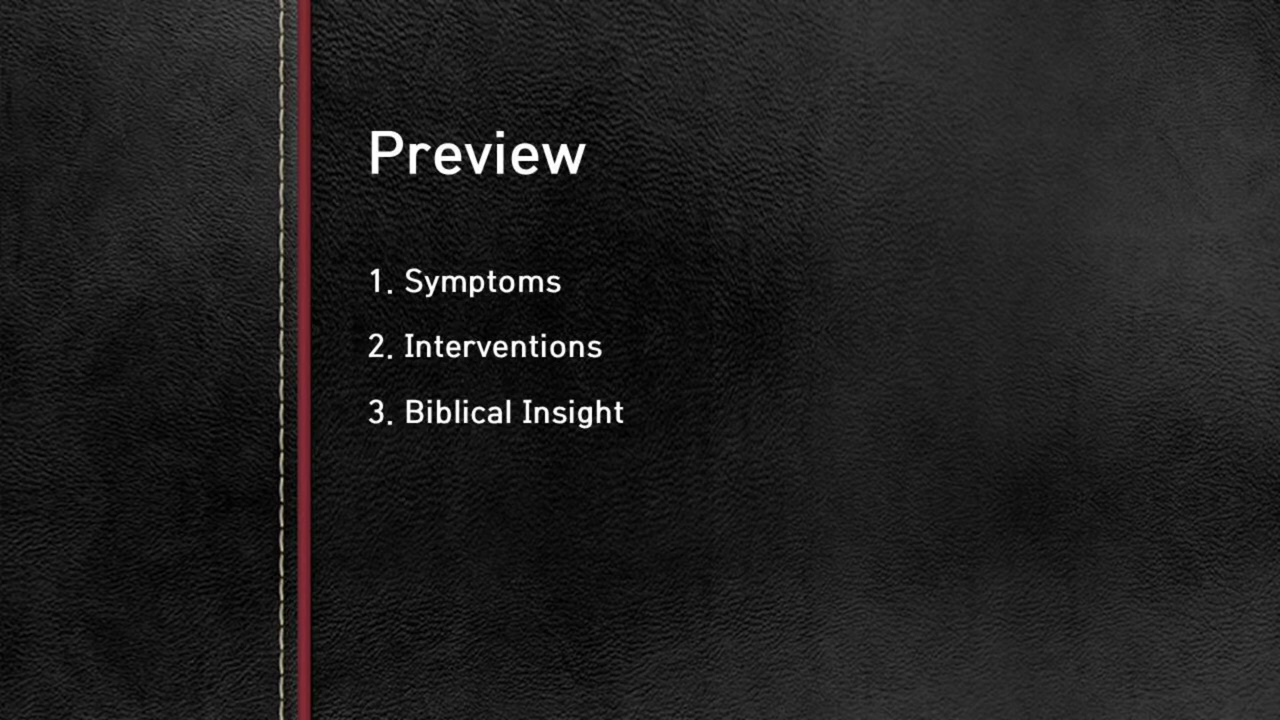 Preview
1. Symptoms
2. Interventions
3. Biblical Insight